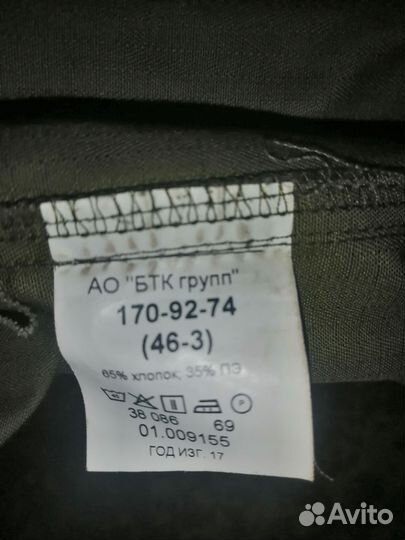 АО "БТК групп"
170-92-74
(46-3)
65% хлопок, 35% ПЭ
P
38 086 69
01.009155
ГОД ИЗГ. 17
Avito